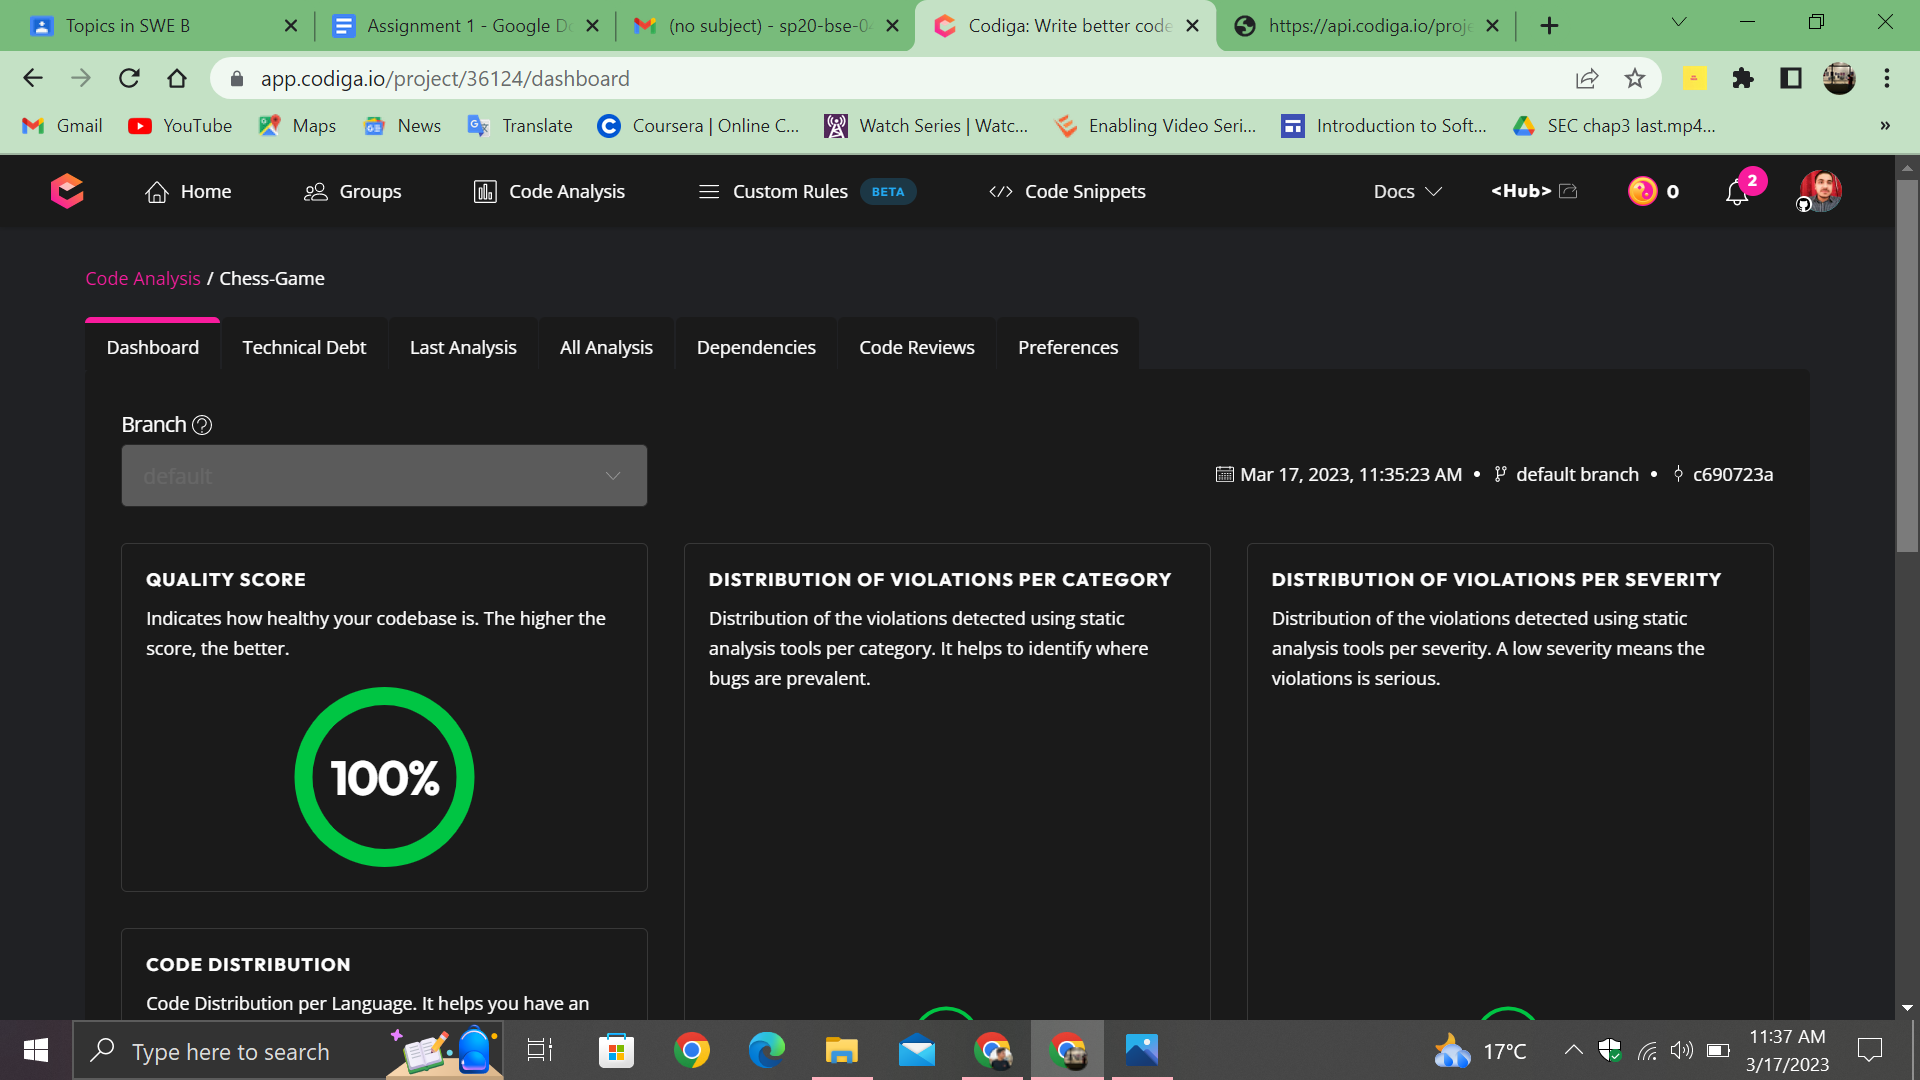 Topics in SWE B
Assignment 1 - Google Do
(no subject) - sp20-bse-04
Codiga: Write better code
https://api.codiga.io/proje
app.codiga.io/project/36124/dashboard
Gmail
YouTube
Maps
News
Translate
Coursera | Online C...
Watch Series | Watc...
Enabling Video Seri...
Introduction to Soft...
SEC chap3 last.mp4...
»
Home
Groups
Code Analysis
Custom Rules BETA
</> Code Snippets
Docs
<Hub>
0
2
Code Analysis / Chess-Game
Dashboard
Technical Debt
Last Analysis
All Analysis
Dependencies
Code Reviews
Preferences
Branch
default
Mar 17, 2023, 11:35:23 AM • default branch • c690723a
QUALITY SCORE
Indicates how healthy your codebase is. The higher the
score, the better.
100%
DISTRIBUTION OF VIOLATIONS PER CATEGORY
Distribution of the violations detected using static
analysis tools per category. It helps to identify where
bugs are prevalent.
DISTRIBUTION OF VIOLATIONS PER SEVERITY
Distribution of the violations detected using static
analysis tools per severity. A low severity means the
violations is serious.
CODE DISTRIBUTION
Code Distribution per Language. It helps you have an
Type here to search
17°C
11:37 AM
3/17/2023